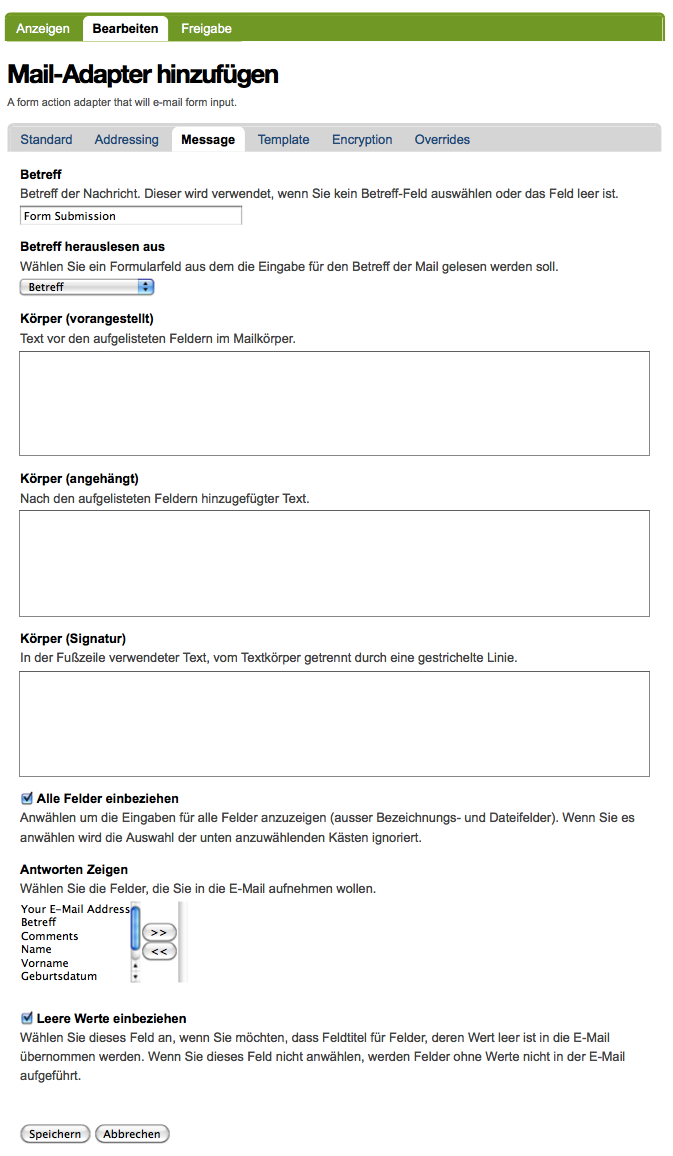 Anzeigen Bearbeiten Freigabe
Mail-Adapter hinzufügen
A form action adapter that will e-mail form input.
Standard Addressing Message Template Encryption Overrides
Betreff
Betreff der Nachricht. Dieser wird verwendet, wenn Sie kein Betreff-Feld auswählen oder das Feld leer ist.
Form Submission
Betreff herauslesen aus
Wählen Sie ein Formularfeld aus dem die Eingabe für den Betreff der Mail gelesen werden soll.
Betreff
Körper (vorangestellt)
Text vor den aufgelisteten Feldern im Mailkörper.
Körper (angehängt)
Nach den aufgelisteten Feldern hinzugefügter Text.
Körper (Signatur)
In der Fußzeile verwendeter Text, vom Textkörper getrennt durch eine gestrichelte Linie.
Alle Felder einbeziehen
Anwählen um die Eingaben für alle Felder anzuzeigen (ausser Bezeichnungs- und Dateifelder). Wenn Sie es
anwählen wird die Auswahl der unten anzuwählenden Kästen ignoriert.
Antworten Zeigen
Wählen Sie die Felder, die Sie in die E-Mail aufnehmen wollen.
Your E-Mail Address
Betreff
Comments
Name
Vorname
Geburtsdatum
>>
<<
Leere Werte einbeziehen
Wählen Sie dieses Feld an, wenn Sie möchten, dass Feldtitel für Felder, deren Wert leer ist in die E-Mail
übernommen werden. Wenn Sie dieses Feld nicht anwählen, werden Felder ohne Werte nicht in der E-Mail
aufgeführt.
Speichern Abbrechen